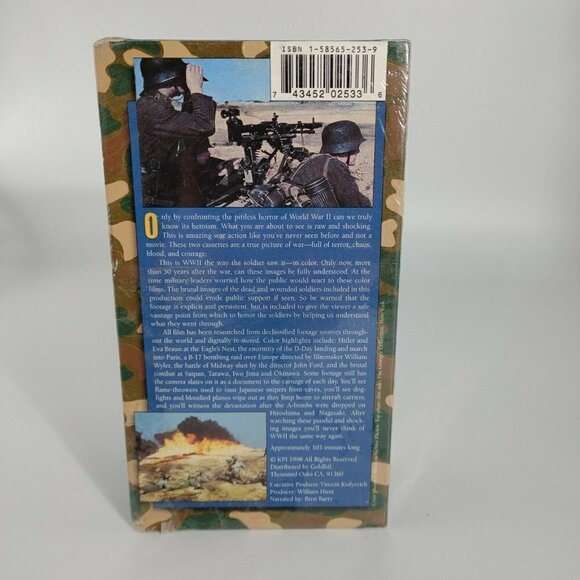 ISBN 1-58565-253-9
7 43452 02533 6
Only by confronting the pitiless horror of World War II can we truly
know its heroism. What you are about to see is raw and shocking.
This is amazing war action like you've never seen before and not a
movie. These two cassettes are a true picture of war—full of terror, chaos,
blood, and courage.
This is WWII the way the soldier saw it—in color. Only now, more
than 50 years after the war, can these images be fully understood. At the
time military leaders worried how the public would react to these color
films. The brutal images of the dead and wounded soldiers included in this
production could erode public support if seen. So be warned that the
footage is explicit and persistent, but is included to give the viewer a safe
vantage point from which to honor the soldiers by helping us understand
what they went through.
All film has been researched from declassified footage sources through-
out the world and digitally re-stored. Color highlights include: Hitler and
Eva Braun at the Eagle's Nest, the enormity of the D-Day landing and march
into Paris, a B-17 bombing raid over Europe directed by filmmaker William
Wyler, the battle of Midway shot by the director John Ford, and the brutal
combat at Saipan, Tarawa, Iwo Jima and Okinawa. Some footage still has
the camera slates on it as a document to the carnage of each day. You'll see
flame-throwers used to oust Japanese snipers from caves, you'll see dog-
fights and bloodied planes wipe out as they limp home to aircraft carriers,
and you'll witness the devastation after the A-bombs were dropped on
Hiroshima and Nagasaki. After
watching these painful and shock-
ing images you'll never think of
WWII the same way again.
Approximately 105 minutes long
© KPI 1998 All Rights Reserved
Distributed by Goldhil,
Thousand Oaks CA, 91360
Executive Producer: Vincent Kralyevich
Producer: William Hunt
Narrated by: Brett Barry